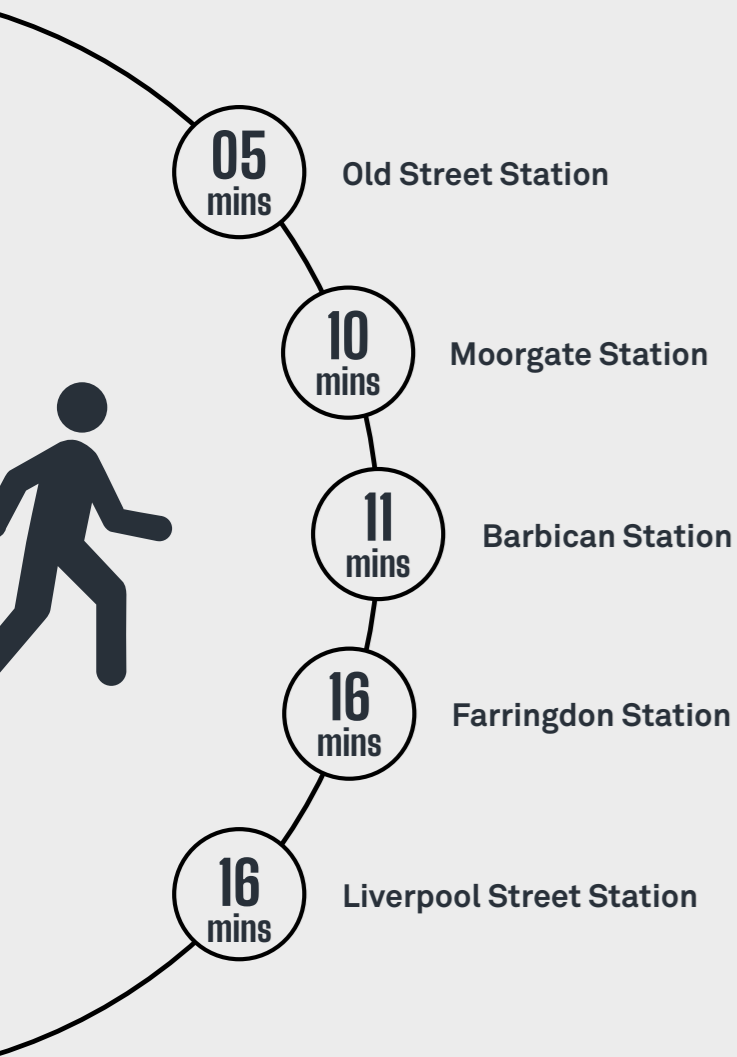 05
mins
Old Street Station
10
mins
Moorgate Station
11
mins
Barbican Station
16
mins
Farringdon Station
16
mins
Liverpool Street Station